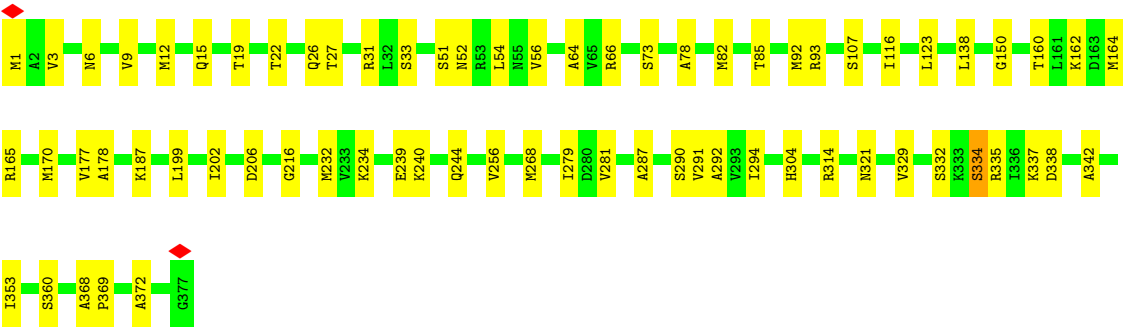 M1 A2 V3 N6 V9 M12 Q15 T19 T22 Q26 T27 R31 L32 S33 S51 N52 R53 L54 N55 V56 A64 V65 R66 S73 A78 M82 T85 M92 R93 S107 I116 L123 L138 G150 T160 L161 K162 D163 M164
R165 M170 V177 A178 K187 L199 I202 D206 G216 M232 V233 K234 E239 K240 Q244 V256 M268 I279 D280 V281 A287 S290 V291 A292 V293 I294 H304 R314 N321 V329 S332 K333 S334 R335 I336 K337 D338 A342
I353 S360 A368 P369 A372 G377